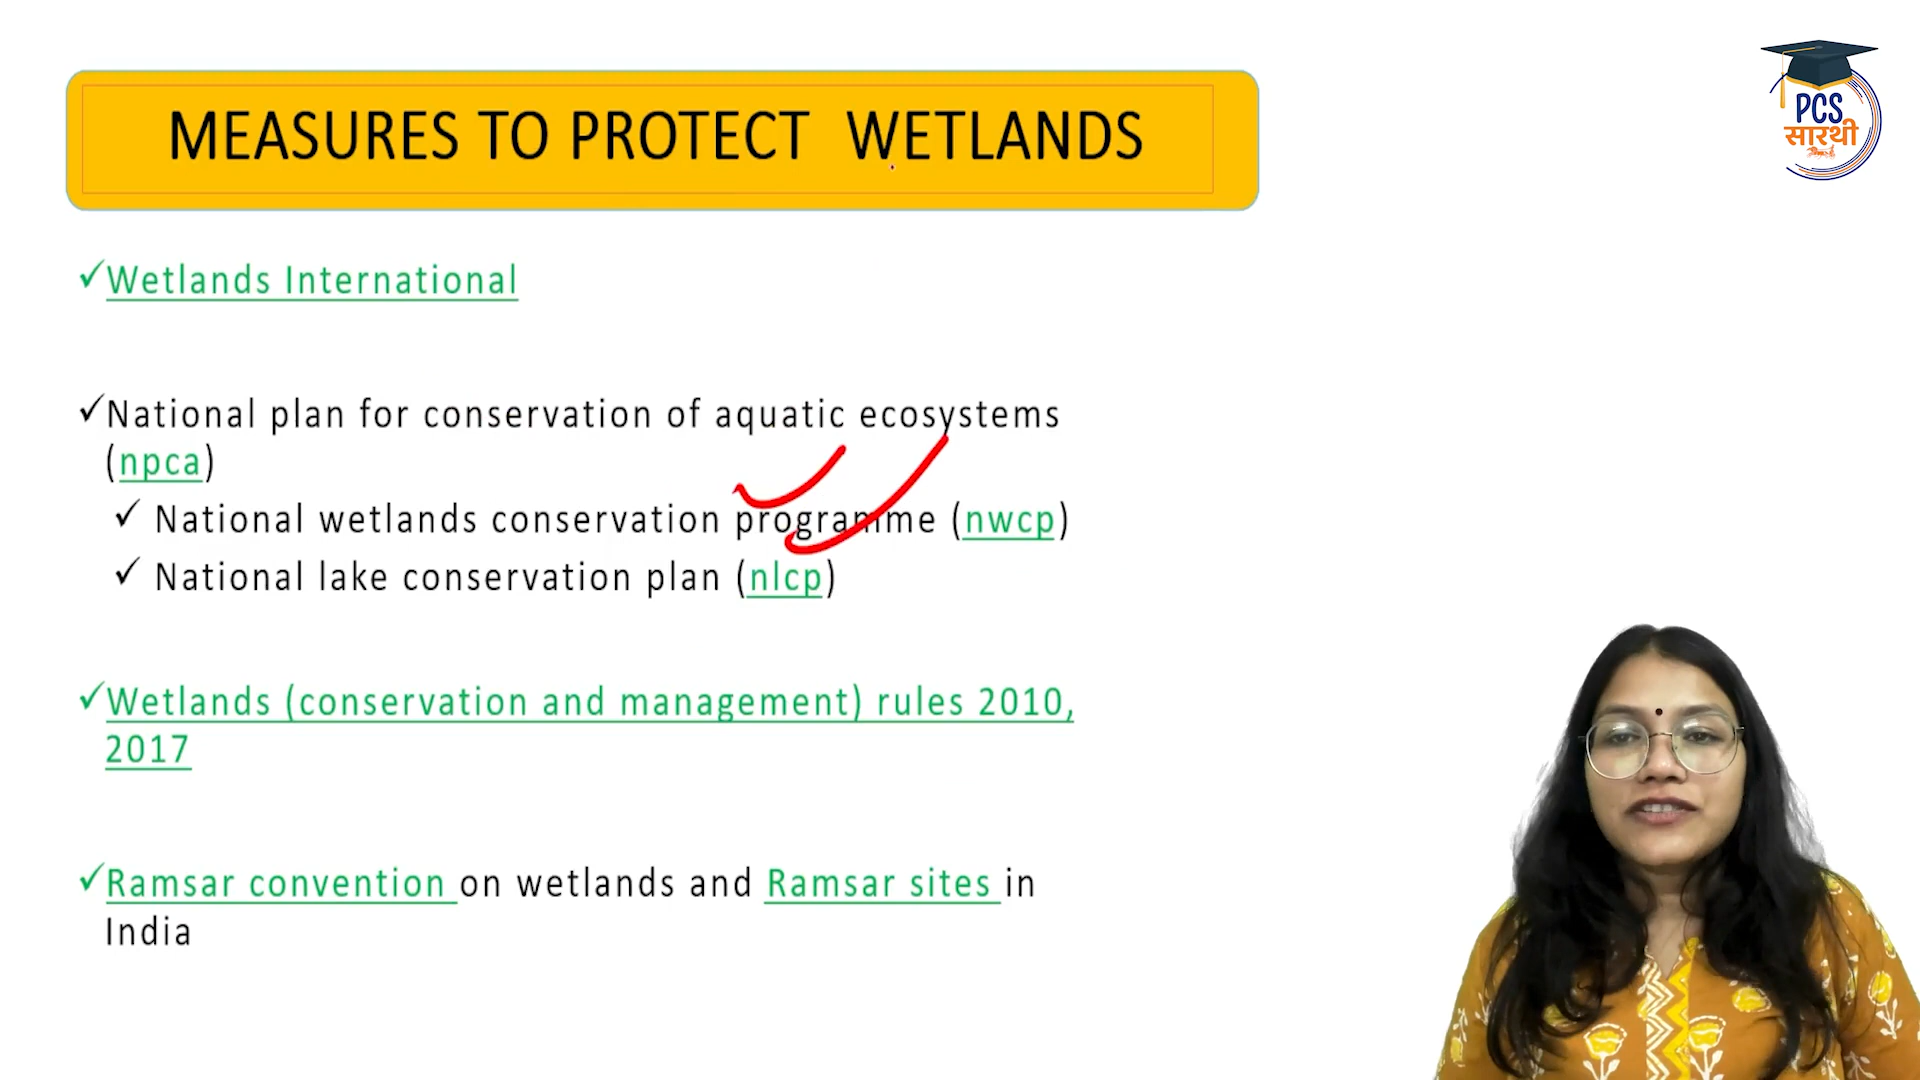 MEASURES TO PROTECT WETLANDS
PCS
सारथी
✓Wetlands International
✓National plan for conservation of aquatic ecosystems
(npca)
✓ National wetlands conservation programme (nwcp)
✓ National lake conservation plan (nlcp)
✓Wetlands (conservation and management) rules 2010,
2017
✓Ramsar convention on wetlands and Ramsar sites in
India